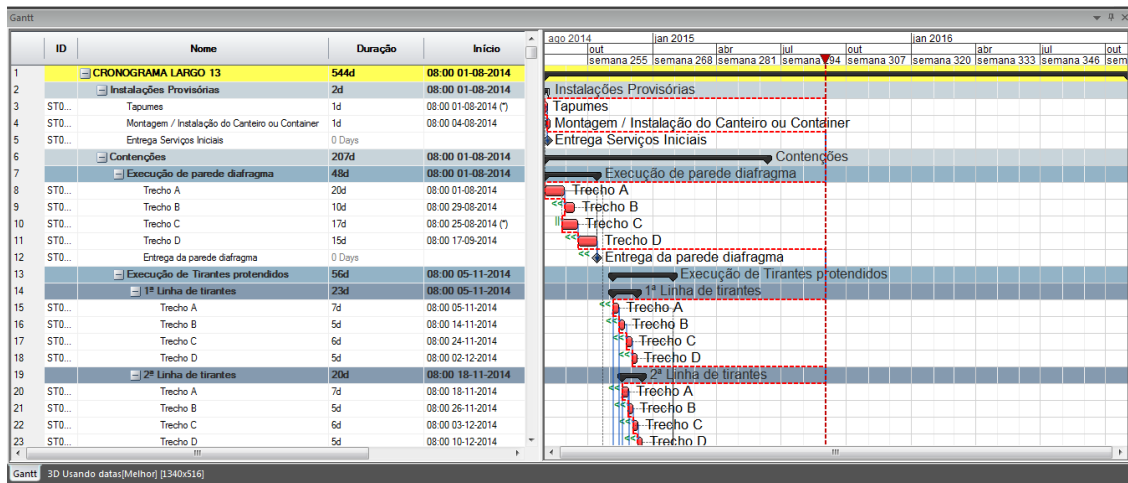 Gantt
ID Nome Duração Início
1 CRONOGRAMA LARGO 13 544d 08:00 01-08-2014
2 Instalações Provisórias 2d 08:00 01-08-2014
3 ST0... Tapumes 1d 08:00 01-08-2014 (*)
4 ST0... Montagem / Instalação do Canteiro ou Container 1d 08:00 04-08-2014
5 ST0... Entrega Serviços Iniciais 0 Days
6 Contenções 207d 08:00 01-08-2014
7 Execução de parede diafragma 48d 08:00 01-08-2014
8 ST0... Trecho A 20d 08:00 01-08-2014
9 ST0... Trecho B 10d 08:00 29-08-2014
10 ST0... Trecho C 17d 08:00 25-08-2014 (*)
11 ST0... Trecho D 15d 08:00 17-09-2014
12 ST0... Entrega da parede diafragma 0 Days
13 Execução de Tirantes protendidos 56d 08:00 05-11-2014
14 1ª Linha de tirantes 23d 08:00 05-11-2014
15 ST0... Trecho A 7d 08:00 05-11-2014
16 ST0... Trecho B 5d 08:00 14-11-2014
17 ST0... Trecho C 6d 08:00 24-11-2014
18 ST0... Trecho D 5d 08:00 02-12-2014
19 2ª Linha de tirantes 20d 08:00 18-11-2014
20 ST0... Trecho A 7d 08:00 18-11-2014
21 ST0... Trecho B 5d 08:00 26-11-2014
22 ST0... Trecho C 6d 08:00 03-12-2014
23 ST0... Trecho D 5d 08:00 10-12-2014
ago 2014 jan 2015 jan 2016
out abr jul out abr jul out
semana 255 semana 268 semana 281 semana 94 semana 307 semana 320 semana 333 semana 346 sem
Instalações Provisórias
Tapumes
Montagem / Instalação do Canteiro ou Container
Entrega Serviços Iniciais
Contenções
Execução de parede diafragma
Trecho A
Trecho B
Trecho C
Trecho D
Entrega da parede diafragma
Execução de Tirantes protendidos
1ª Linha de tirantes
Trecho A
Trecho B
Trecho C
Trecho D
2ª Linha de tirantes
Trecho A
Trecho B
Trecho C
Trecho D
Gantt 3D Usando datas[Melhor] [1340x516]